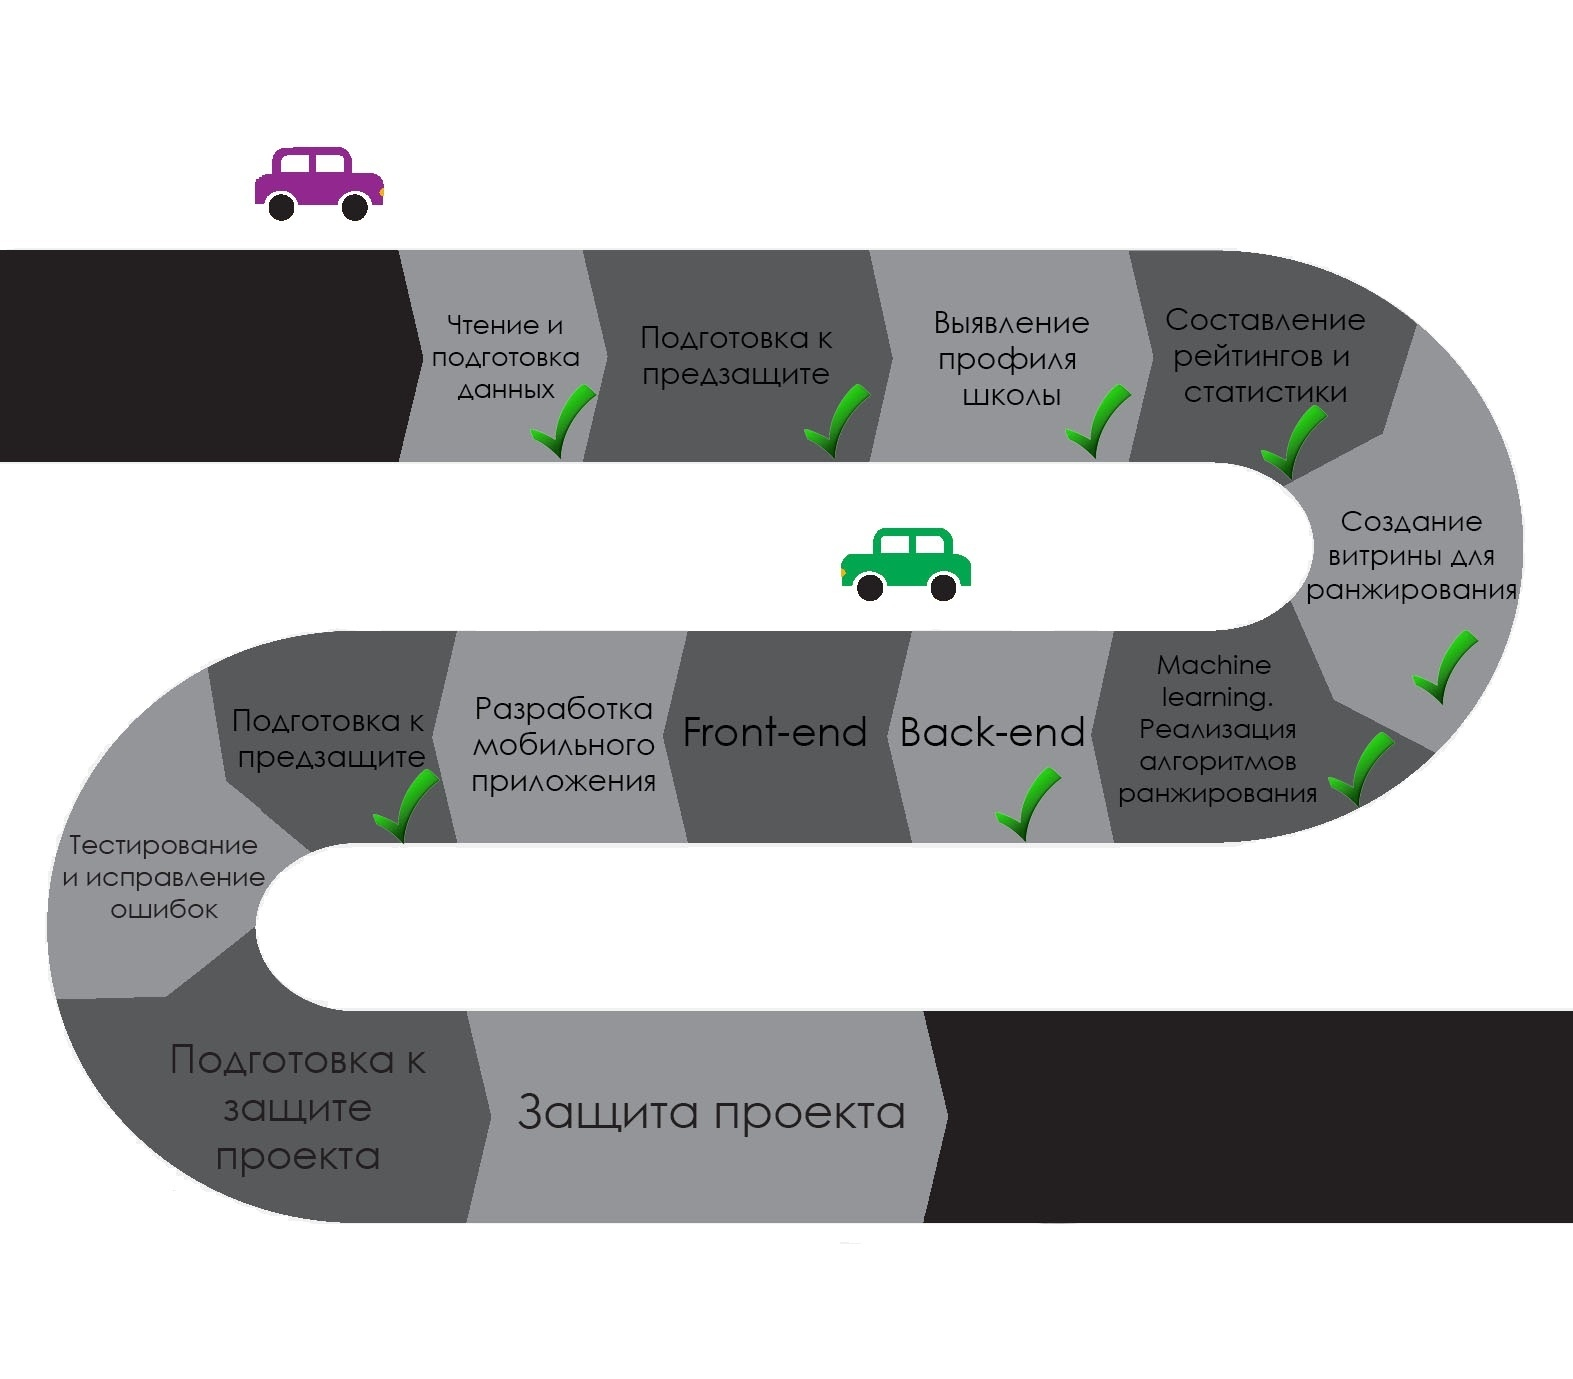 Чтение и
подготовка
данных
Подготовка к
предзащите
Выявление
профиля
школы
Составление
рейтингов и
статистики
Создание
витрины для
ранжирования
Machine
learning.
Реализация
алгоритмов
ранжирования
Back-end
Front-end
Разработка
мобильного
приложения
Подготовка к
предзащите
Тестирование
и исправление
ошибок
Подготовка к
защите
проекта
Защита проекта